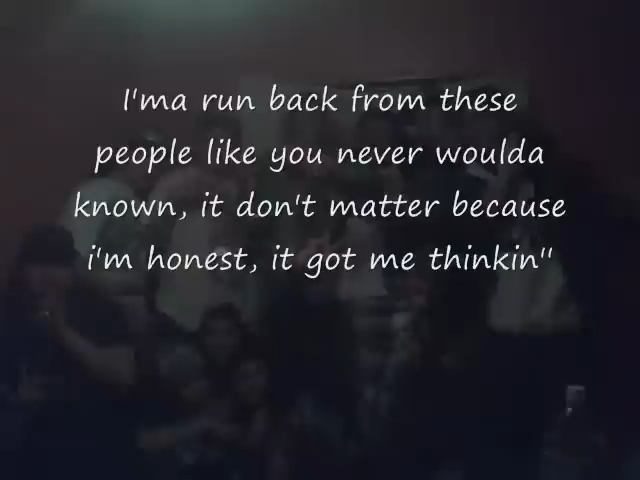 I'ma run back from these
people like you never woulda
known, it don't matter because
i'm honest, it got me thinkin"